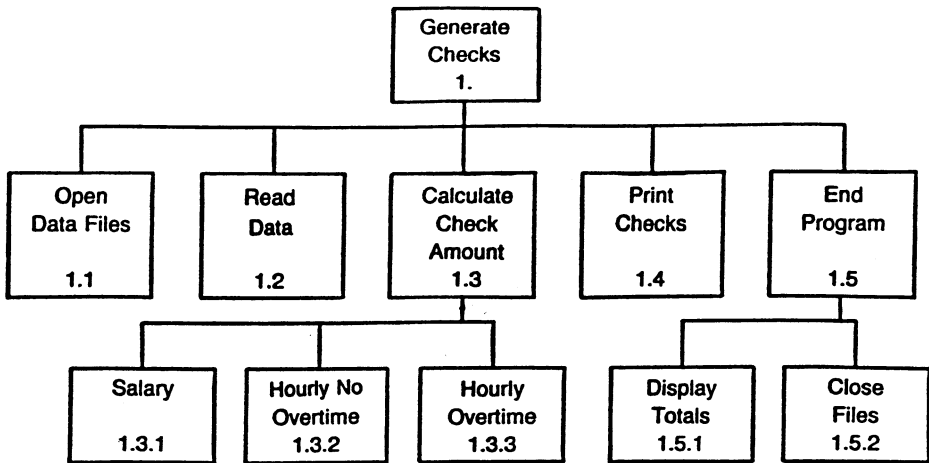 Generate
Checks
1.
Open
Data Files
1.1
Read
Data
1.2
Calculate
Check
Amount
1.3
Print
Checks
1.4
End
Program
1.5
Salary
1.3.1
Hourly No
Overtime
1.3.2
Hourly
Overtime
1.3.3
Display
Totals
1.5.1
Close
Files
1.5.2